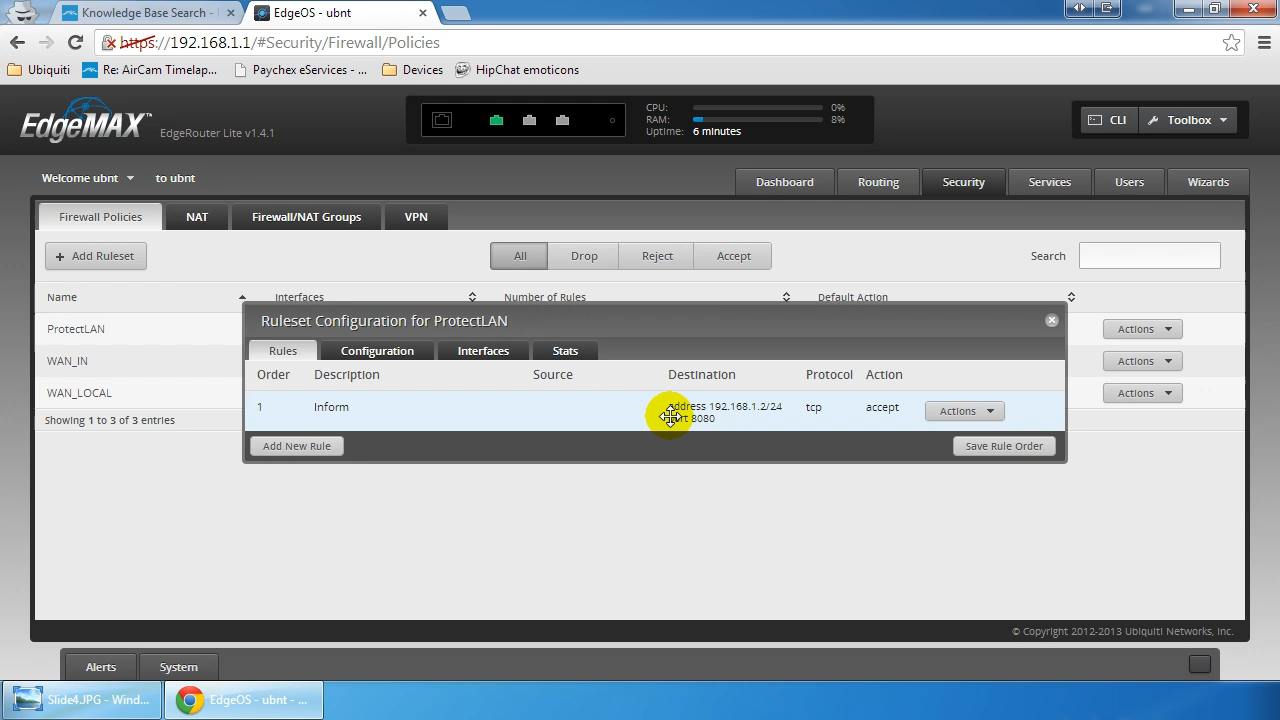 Knowledge Base Search -
EdgeOS - ubnt
https://192.168.1.1/#Security/Firewall/Policies
Ubiquiti
Re: AirCam Timelap...
Paychex eServices - ...
Devices
HipChat emoticons
EdgeMAX™
EdgeRouter Lite v1.4.1
CPU: 0%
RAM: 8%
Uptime: 6 minutes
CLI
Toolbox
Welcome ubnt
to ubnt
Dashboard
Routing
Security
Services
Users
Wizards
Firewall Policies
NAT
Firewall/NAT Groups
VPN
+ Add Ruleset
All
Drop
Reject
Accept
Search
Name
Interfaces
Number of Rules
Default Action
ProtectLAN
Actions
WAN_IN
Actions
WAN_LOCAL
Actions
Showing 1 to 3 of 3 entries
Ruleset Configuration for ProtectLAN
Rules
Configuration
Interfaces
Stats
Order
Description
Source
Destination
Protocol
Action
1
Inform
address 192.168.1.2/24
port 8080
tcp
accept
Actions
Add New Rule
Save Rule Order
© Copyright 2012-2013 Ubiquiti Networks, Inc.
Alerts
System
Slide4.JPG - Wind...
EdgeOS - ubnt - ...